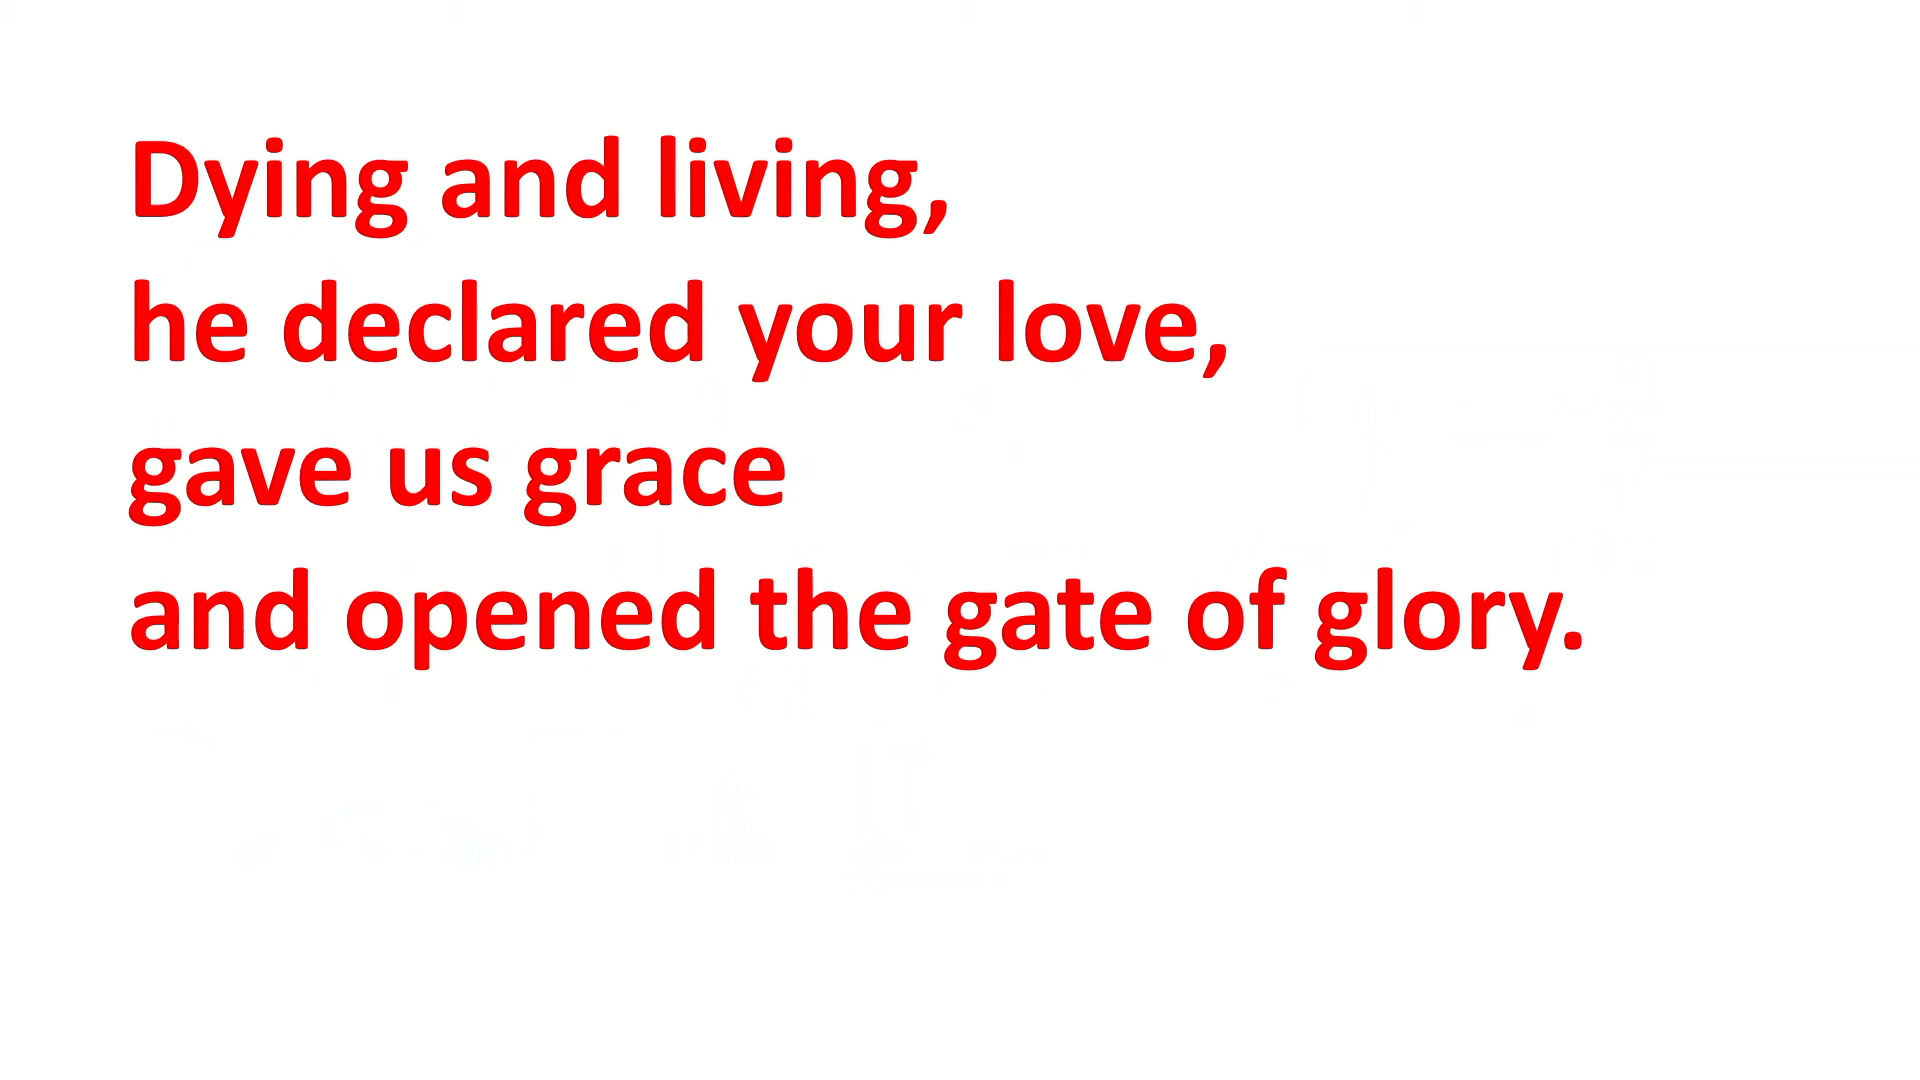 Dying and living,
he declared your love,
gave us grace
and opened the gate of glory.